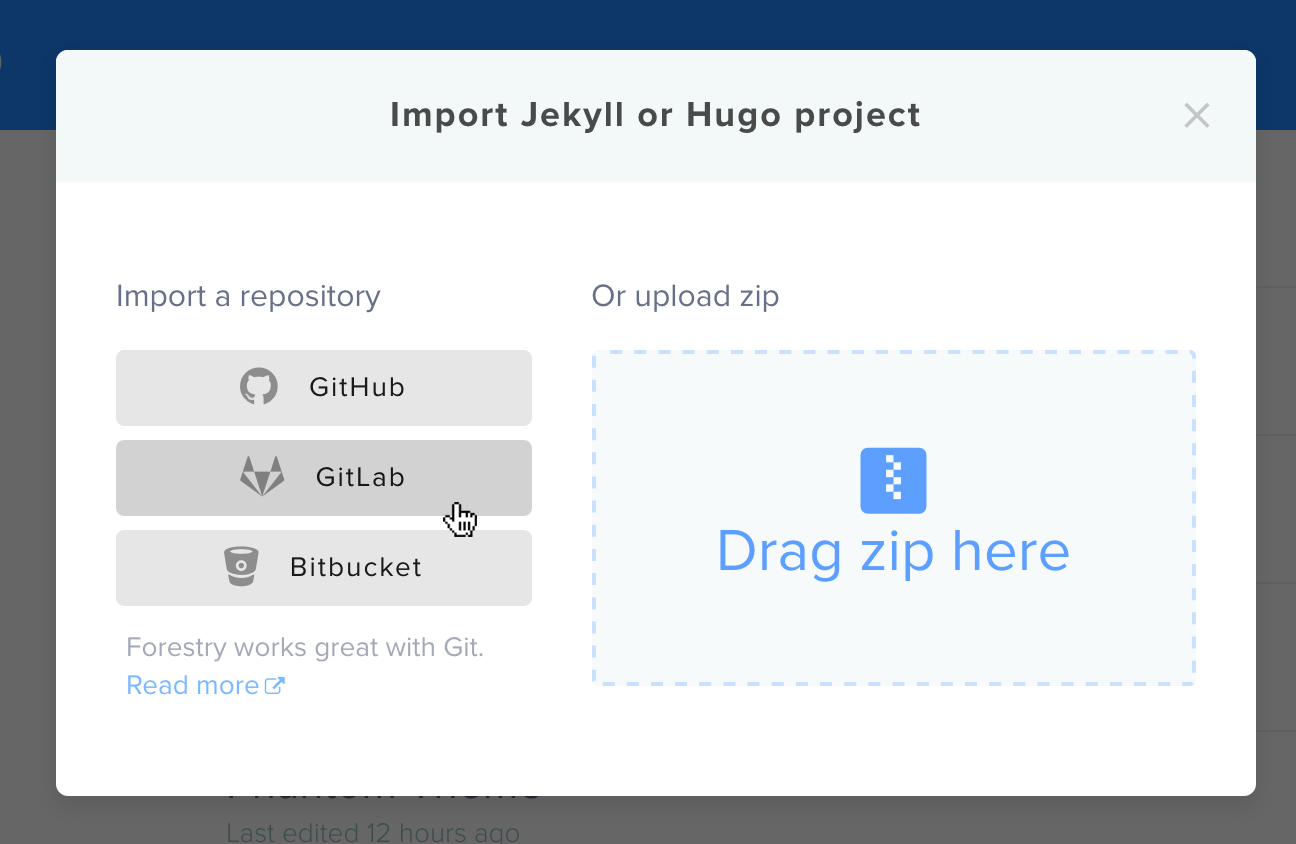 Import Jekyll or Hugo project
Import a repository
GitHub
GitLab
Bitbucket
Forestry works great with Git.
Read more
Or upload zip
Drag zip here
Last edited 12 hours ago